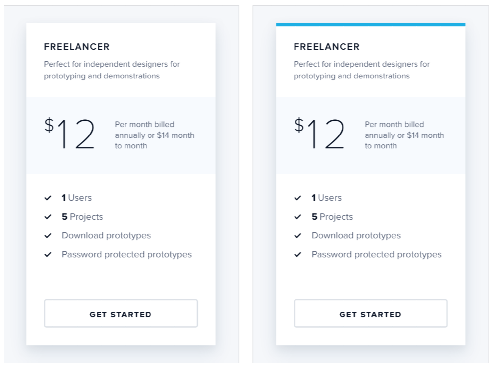 FREELANCER
Perfect for independent designers for
prototyping and demonstrations
$12
Per month billed
annually or $14 month
to month
1 Users
5 Projects
Download prototypes
Password protected prototypes
GET STARTED
FREELANCER
Perfect for independent designers for
prototyping and demonstrations
$12
Per month billed
annually or $14 month
to month
1 Users
5 Projects
Download prototypes
Password protected prototypes
GET STARTED